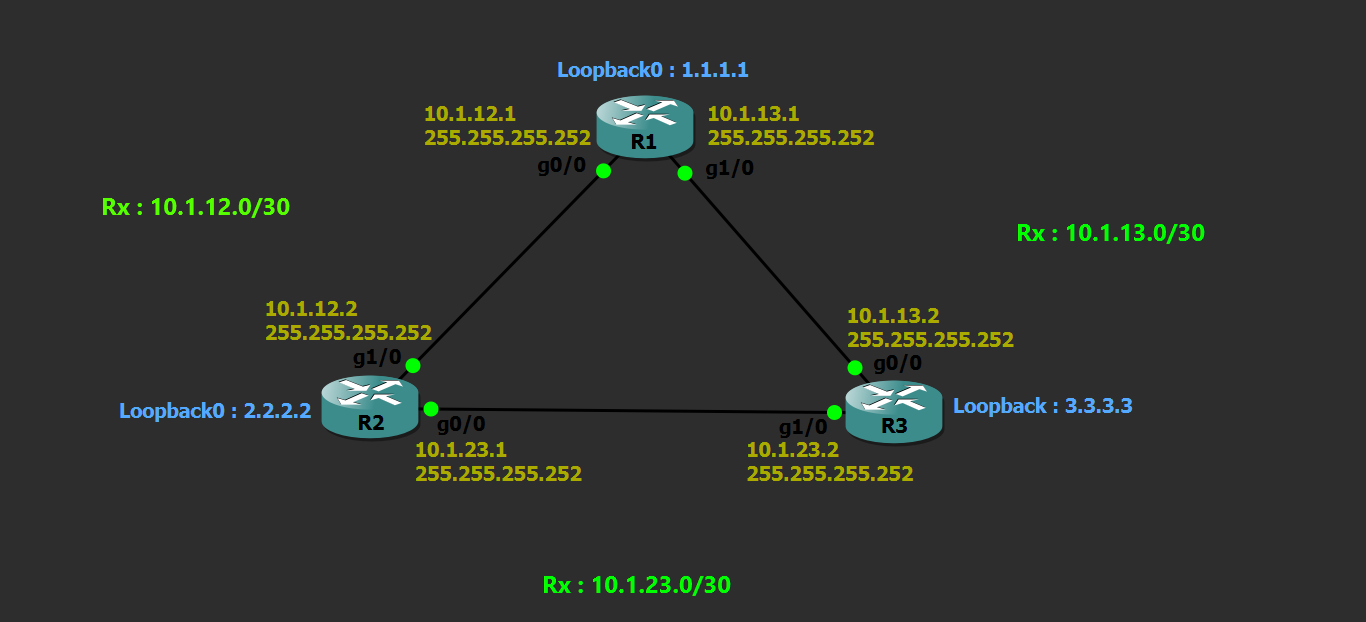 Loopback0 : 1.1.1.1
10.1.12.1
255.255.255.252
10.1.13.1
255.255.255.252
R1
g0/0
g1/0
Rx : 10.1.12.0/30
Rx : 10.1.13.0/30
10.1.12.2
255.255.255.252
g1/0
10.1.13.2
255.255.255.252
g0/0
Loopback0 : 2.2.2.2
R2
g0/0
10.1.23.1
255.255.255.252
g1/0
10.1.23.2
255.255.255.252
R3
Loopback : 3.3.3.3
Rx : 10.1.23.0/30